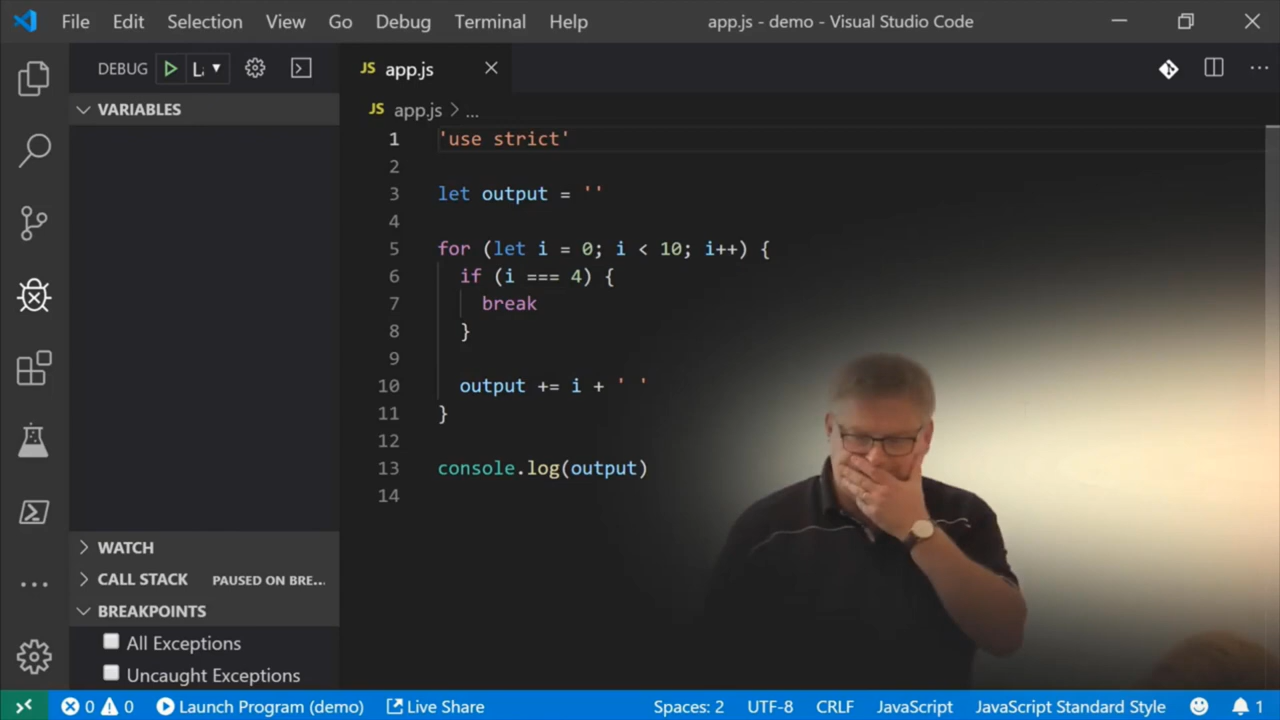 File Edit Selection View Go Debug Terminal Help app.js - demo - Visual Studio Code
DEBUG L: JS app.js
VARIABLES
JS app.js > ...
1 'use strict'
2
3 let output = ''
4
5 for (let i = 0; i < 10; i++) {
6 if (i === 4) {
7 break
8 }
9
10 output += i + ' '
11 }
12
13 console.log(output)
14
WATCH
CALL STACK PAUSED ON BRE...
BREAKPOINTS
All Exceptions
Uncaught Exceptions
0 0 Launch Program (demo) Live Share Spaces: 2 UTF-8 CRLF JavaScript JavaScript Standard Style 1